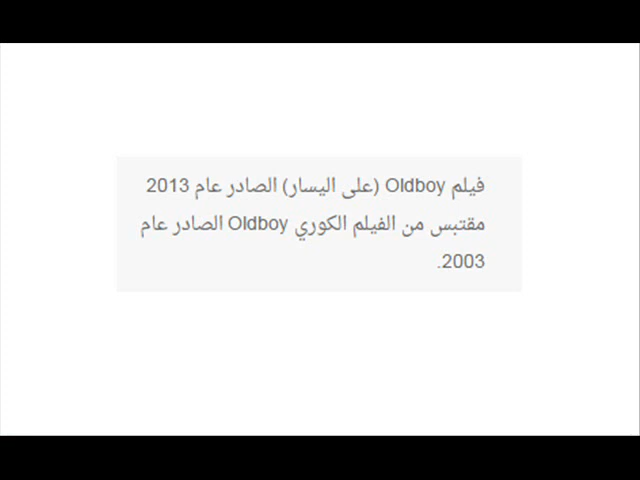 فيلم Oldboy (على اليسار) الصادر عام 2013
مقتبس من الفيلم الكوري Oldboy الصادر عام
2003.